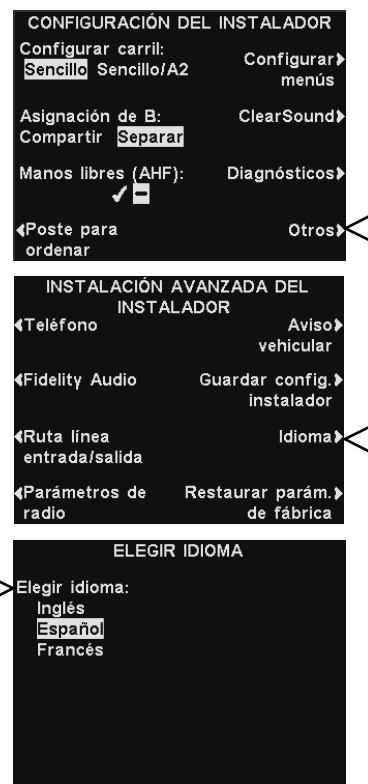 CONFIGURACIÓN DEL INSTALADOR
Configurar carril:
Sencillo Sencillo/A2
Configurar
menús
Asignación de B:
Compartir Separar
ClearSound
Manos libres (AHF):
Diagnósticos
Poste para
ordenar
Otros
INSTALACIÓN AVANZADA DEL
INSTALADOR
Teléfono
Aviso
vehicular
Fidelity Audio
Guardar config.
instalador
Ruta línea
entrada/salida
Idioma
Parámetros de
radio
Restaurar parám.
de fábrica
ELEGIR IDIOMA
Elegir idioma:
Inglés
Español
Francés